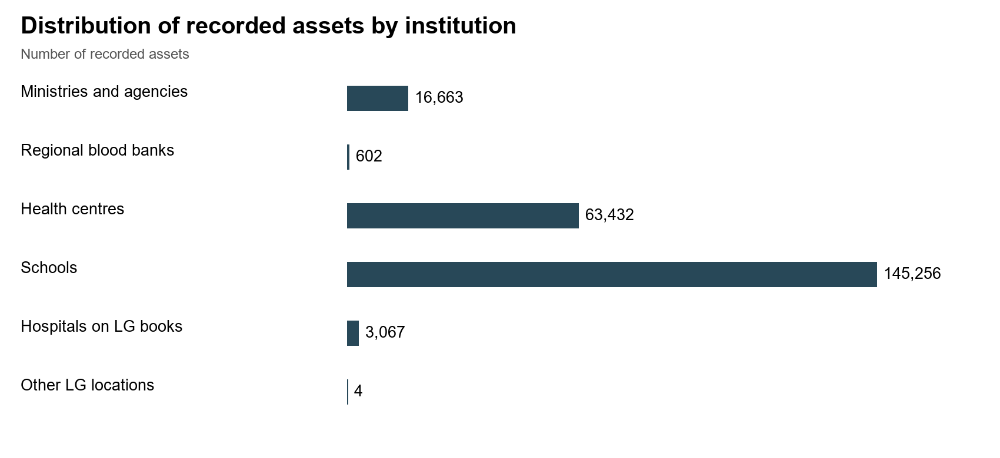 Distribution of recorded assets by institution
Number of recorded assets
Ministries and agencies 16,663
Regional blood banks 602
Health centres 63,432
Schools 145,256
Hospitals on LG books 3,067
Other LG locations 4